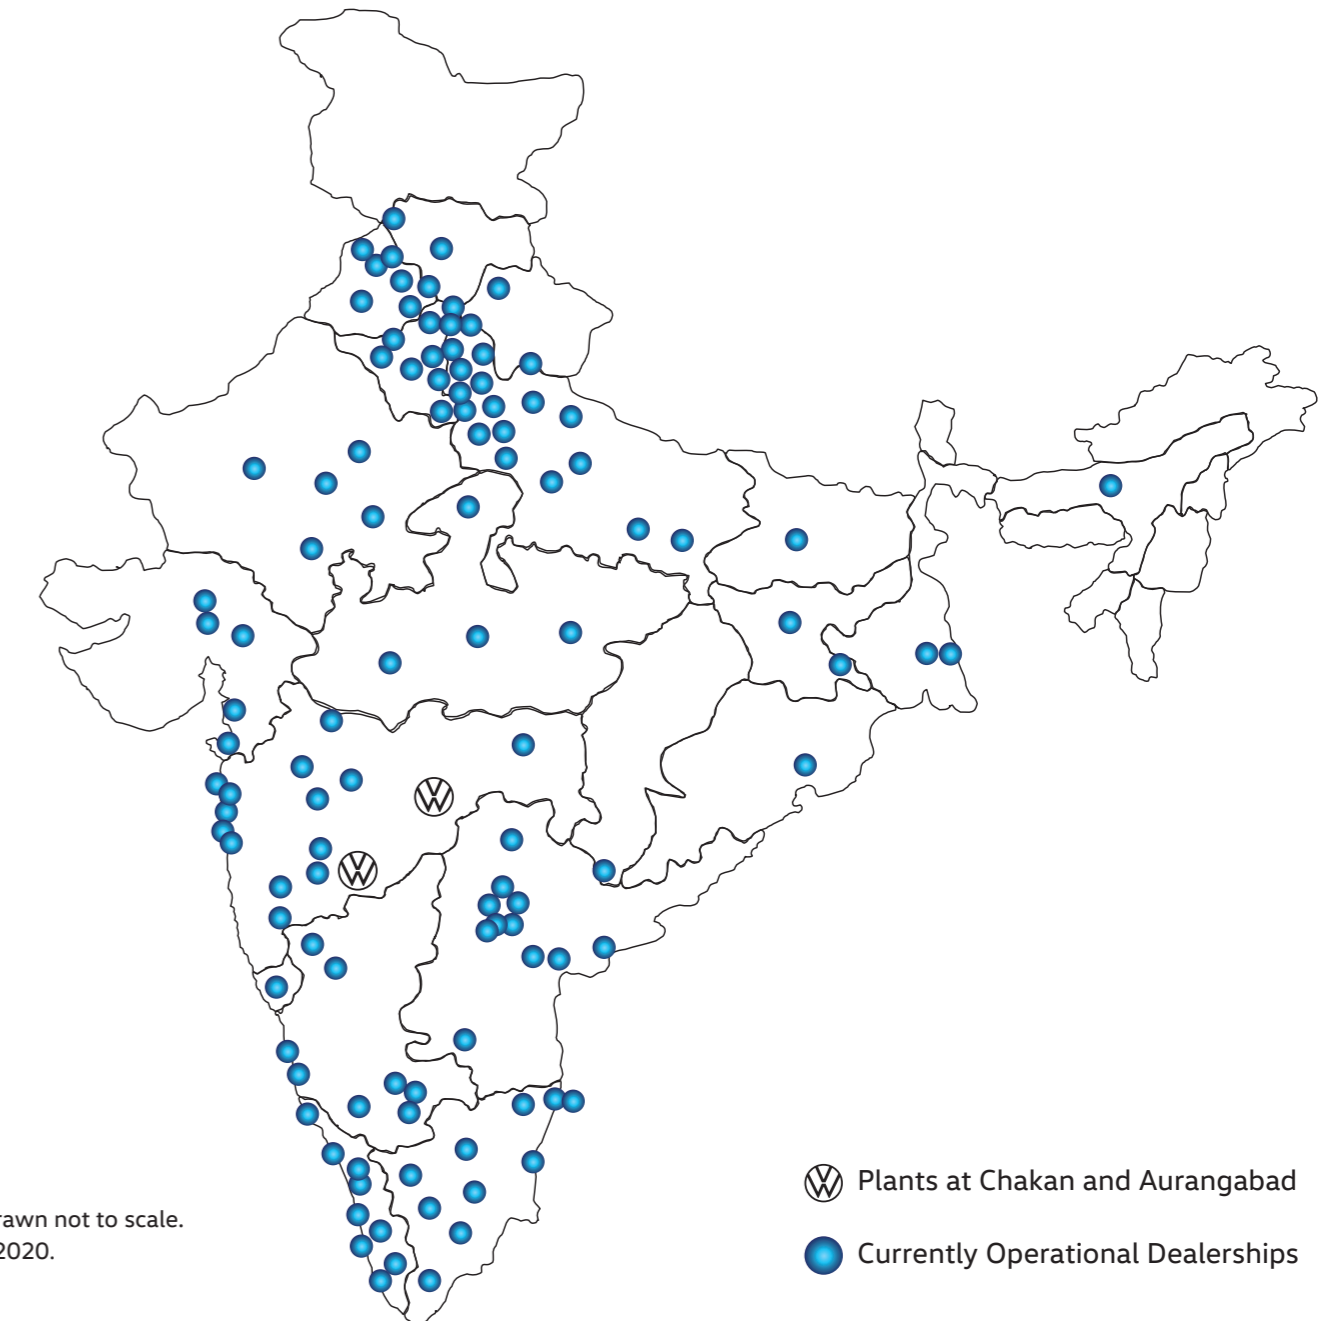 Plants at Chakan and Aurangabad
rawn not to scale.
2020.
Currently Operational Dealerships